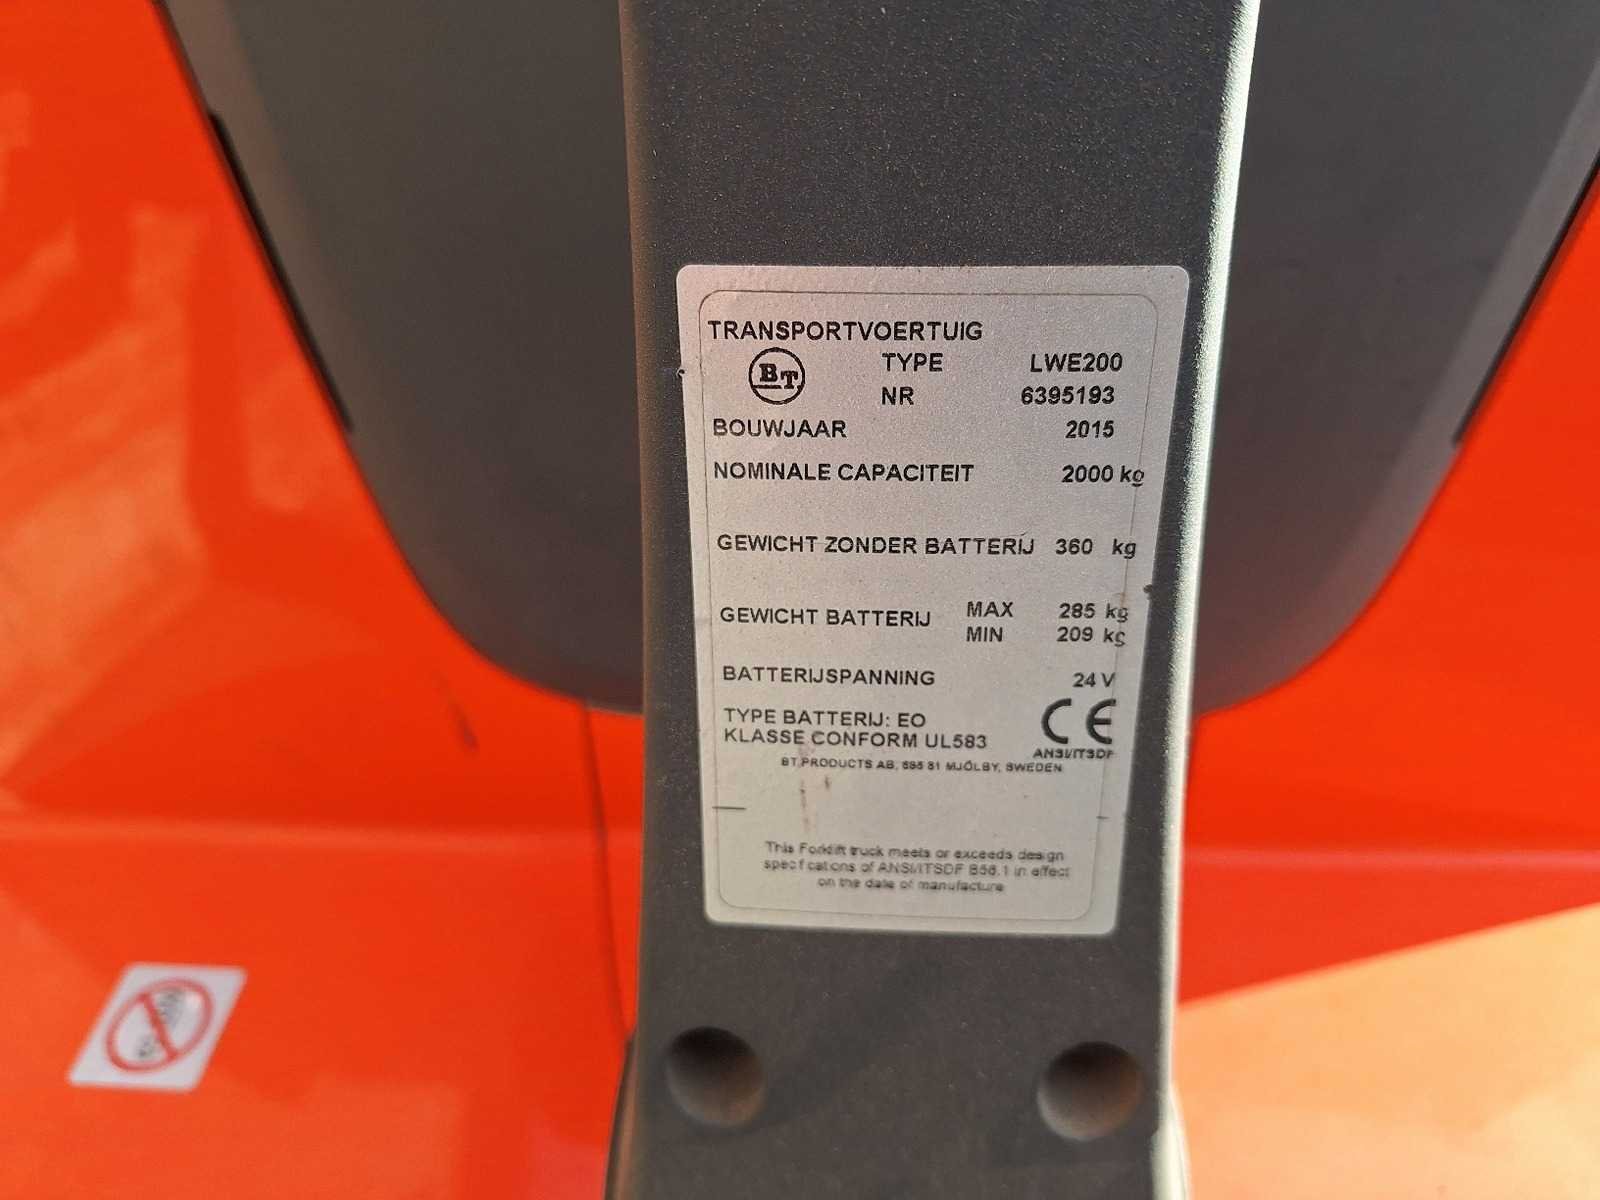 TRANSPORTVOERTUIG
BT
TYPE LWE200
NR 6395193
BOUWJAAR 2015
NOMINALE CAPACITEIT 2000 kg
GEWICHT ZONDER BATTERIJ 360 kg
GEWICHT BATTERIJ MAX 285 kg
MIN 209 kg
BATTERIJSPANNING 24 V
TYPE BATTERIJ: EO
KLASSE CONFORM UL583
CE
ANSI/ITSDF
BT PRODUCTS AB, 595 81 MJÖLBY, SWEDEN
This Forklift truck meets or exceeds design
specifications of ANSI/ITSDF B56.1 in effect
on the date of manufacture